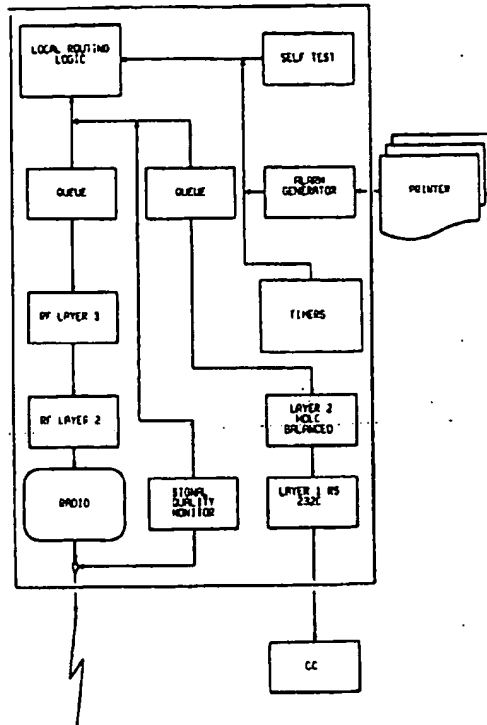 LOCAL ROUTING
LOGIC
SELF TEST
QUEUE
QUEUE
ALARM
GENERATOR
PRINTER
RF LAYER 3
TIMERS
RF LAYER 2
LAYER 2
HDLC
BALANCED
RADIO
SIGNAL
QUALITY
MONITOR
LAYER 1 RS
232C
CC